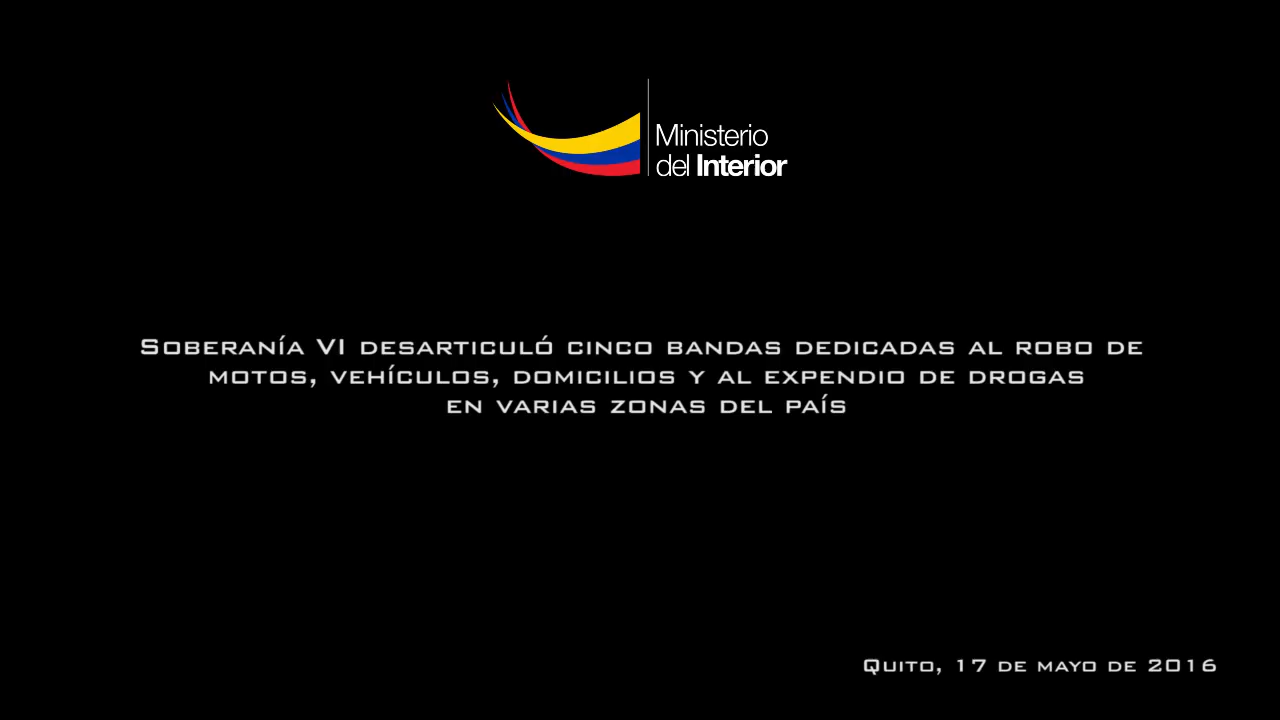 Ministerio
del Interior
Soberanía VI desarticuló cinco bandas dedicadas al robo de
motos, vehículos, domicilios y al expendio de drogas
en varias zonas del país
Quito, 17 de mayo de 2016